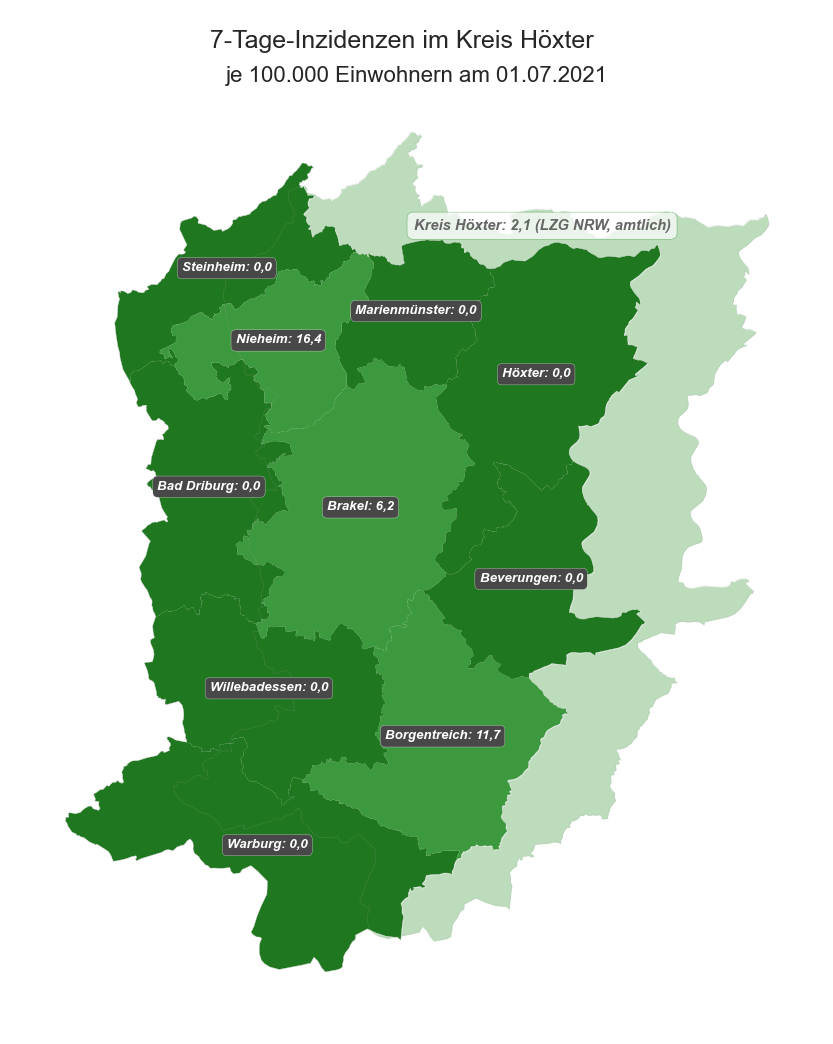 7-Tage-Inzidenzen im Kreis Höxter
je 100.000 Einwohnern am 01.07.2021
Kreis Höxter: 2,1 (LZG NRW, amtlich)
Steinheim: 0,0
Marienmünster: 0,0
Nieheim: 16,4
Höxter: 0,0
Bad Driburg: 0,0
Brakel: 6,2
Beverungen: 0,0
Willebadessen: 0,0
Borgentreich: 11,7
Warburg: 0,0